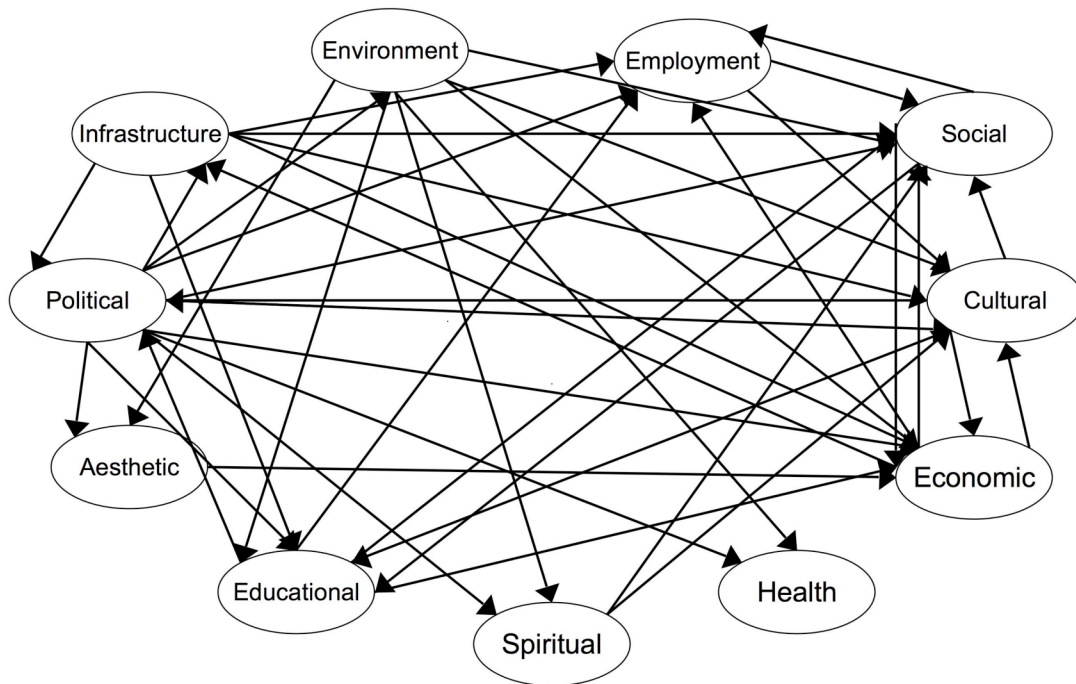 Environment
Employment
Infrastructure
Social
Political
Cultural
Aesthetic
Economic
Educational
Health
Spiritual